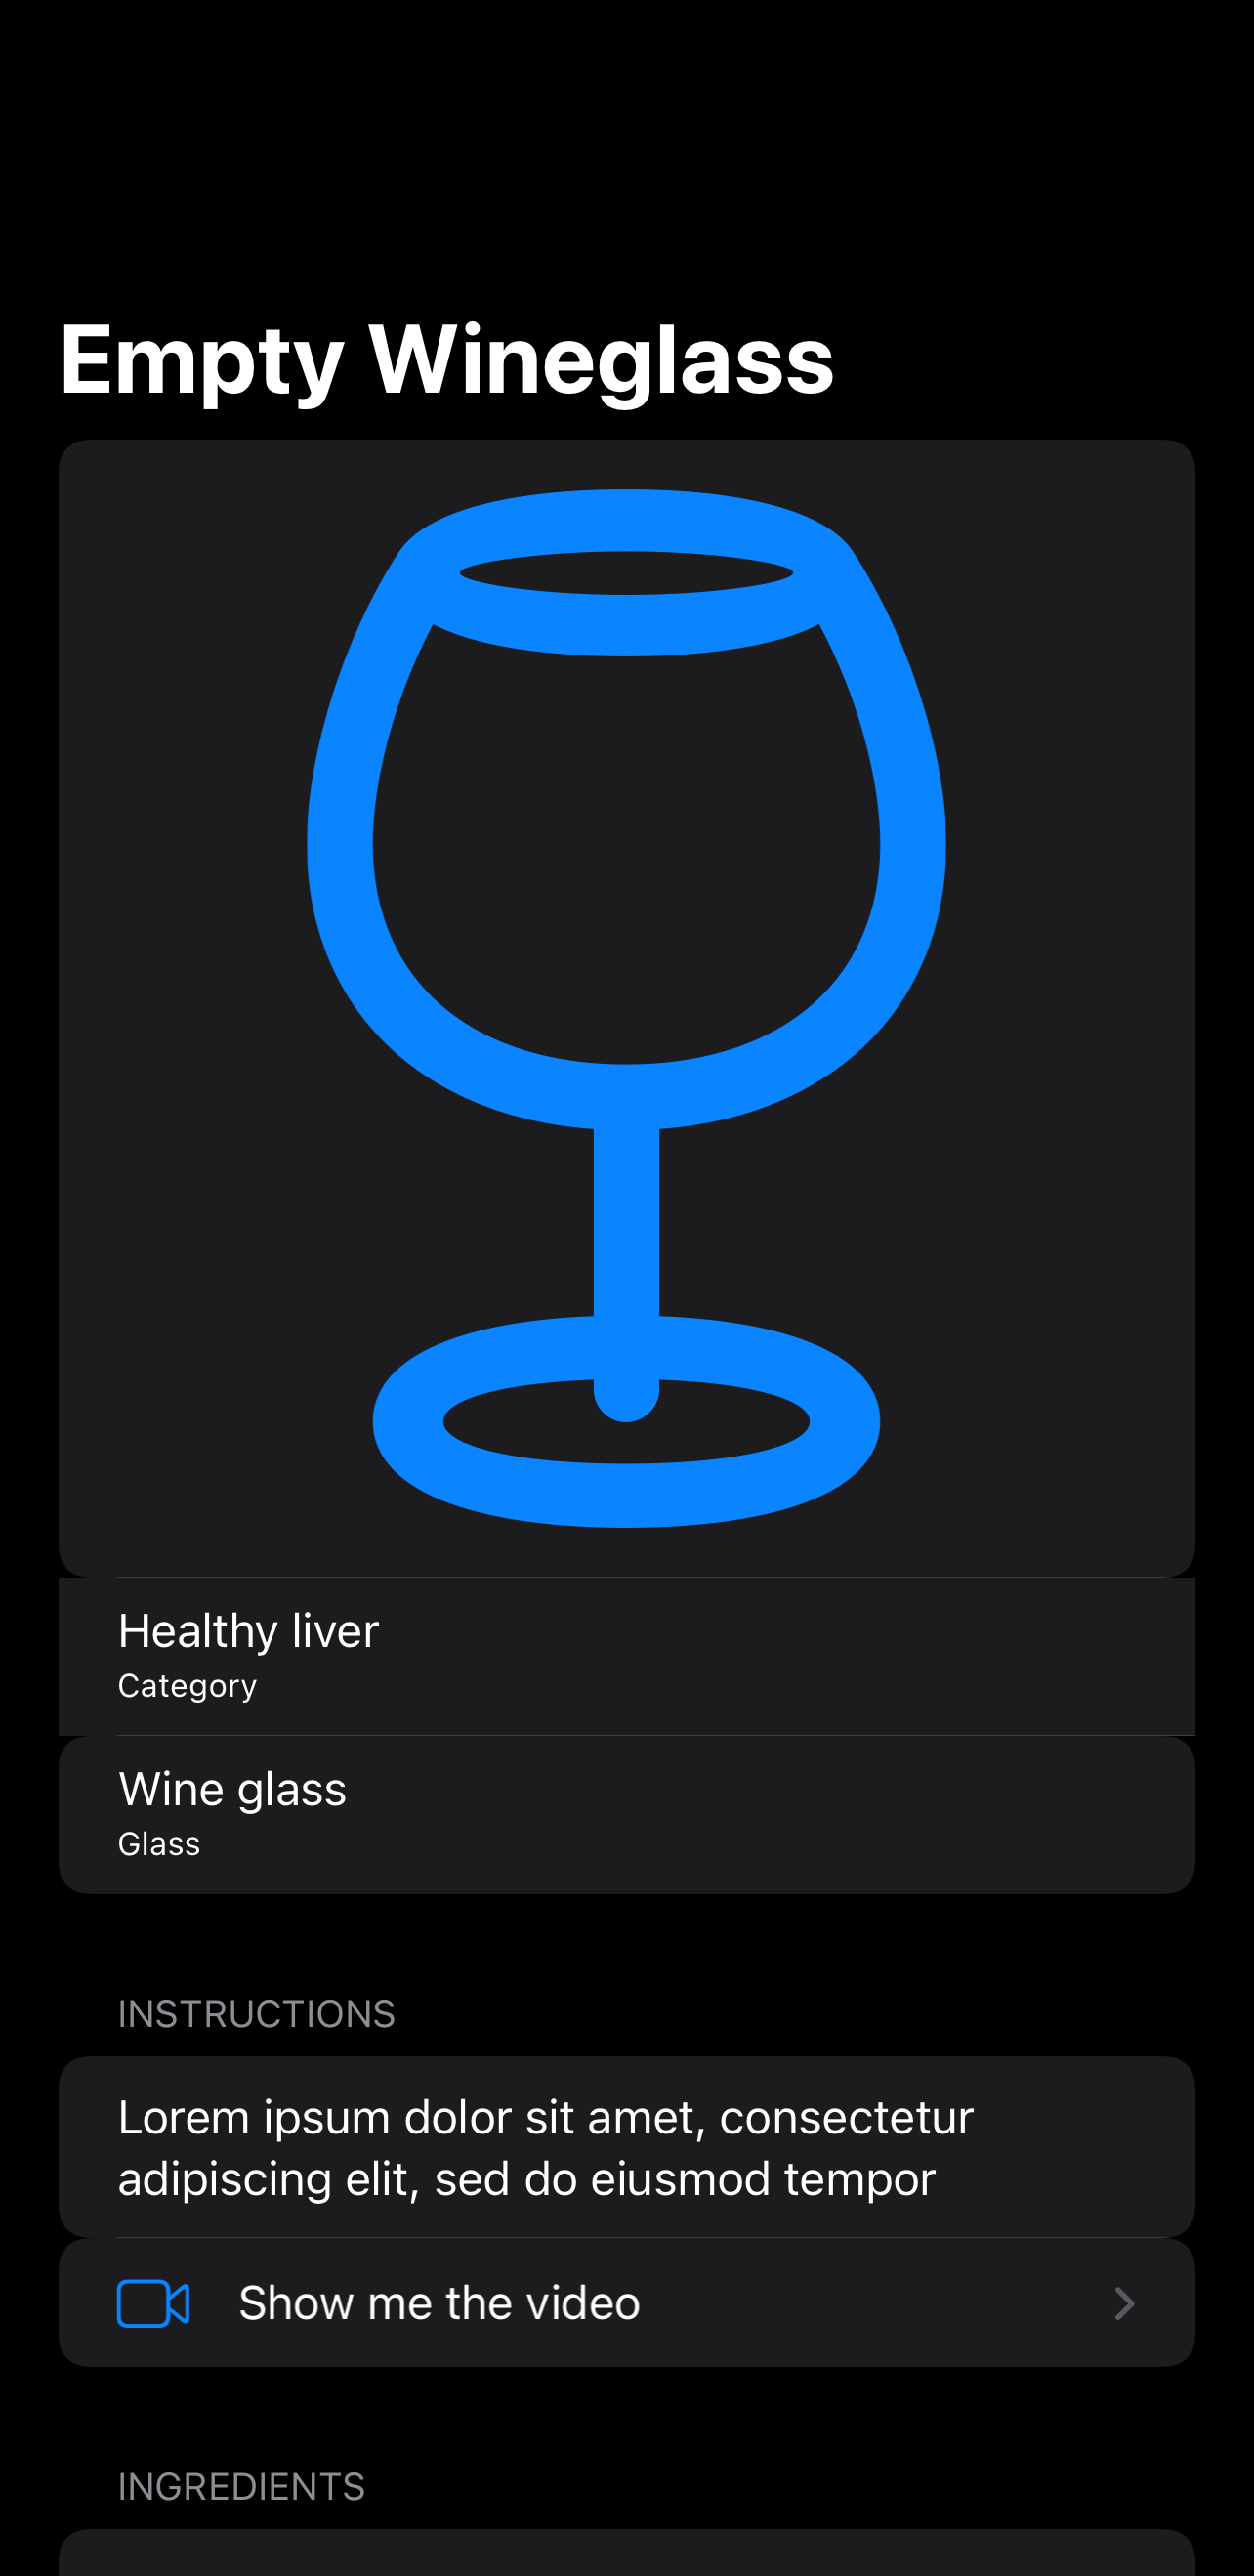 Empty Wineglass
Healthy liver
Category
Wine glass
Glass
INSTRUCTIONS
Lorem ipsum dolor sit amet, consectetur
adipiscing elit, sed do eiusmod tempor
Show me the video
INGREDIENTS